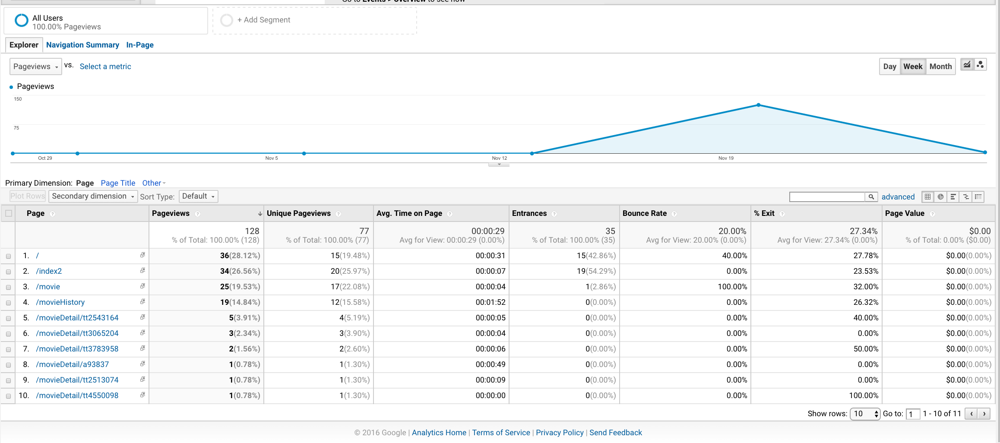 Go to Events > Overview to see how
All Users
100.00% Pageviews
+ Add Segment
Explorer Navigation Summary In-Page
Pageviews vs. Select a metric
Day Week Month
Pageviews
150
75
Oct 29 Nov 5 Nov 12 Nov 19
Primary Dimension: Page Page Title Other
Plot Rows Secondary dimension Sort Type: Default advanced
Page ? Pageviews ? Unique Pageviews ? Avg. Time on Page ? Entrances ? Bounce Rate ? % Exit ? Page Value ?
128 77 00:00:29 35 20.00% 27.34% $0.00
% of Total: 100.00% (128) % of Total: 100.00% (77) Avg for View: 00:00:29 (0.00%) % of Total: 100.00% (35) Avg for View: 20.00% (0.00%) Avg for View: 27.34% (0.00%) % of Total: 0.00% ($0.00)
1. / 36(28.12%) 15(19.48%) 00:00:31 15(42.86%) 40.00% 27.78% $0.00(0.00%)
2. /index2 34(26.56%) 20(25.97%) 00:00:07 19(54.29%) 0.00% 23.53% $0.00(0.00%)
3. /movie 25(19.53%) 17(22.08%) 00:00:04 1(2.86%) 100.00% 32.00% $0.00(0.00%)
4. /movieHistory 19(14.84%) 12(15.58%) 00:01:52 0(0.00%) 0.00% 26.32% $0.00(0.00%)
5. /movieDetail/tt2543164 5(3.91%) 4(5.19%) 00:00:05 0(0.00%) 0.00% 40.00% $0.00(0.00%)
6. /movieDetail/tt3065204 3(2.34%) 3(3.90%) 00:00:04 0(0.00%) 0.00% 0.00% $0.00(0.00%)
7. /movieDetail/tt3783958 2(1.56%) 2(2.60%) 00:00:06 0(0.00%) 0.00% 50.00% $0.00(0.00%)
8. /movieDetail/a93837 1(0.78%) 1(1.30%) 00:00:49 0(0.00%) 0.00% 0.00% $0.00(0.00%)
9. /movieDetail/tt2513074 1(0.78%) 1(1.30%) 00:00:09 0(0.00%) 0.00% 0.00% $0.00(0.00%)
10. /movieDetail/tt4550098 1(0.78%) 1(1.30%) 00:00:00 0(0.00%) 0.00% 100.00% $0.00(0.00%)
Show rows: 10 Go to: 1 1 - 10 of 11
© 2016 Google | Analytics Home | Terms of Service | Privacy Policy | Send Feedback